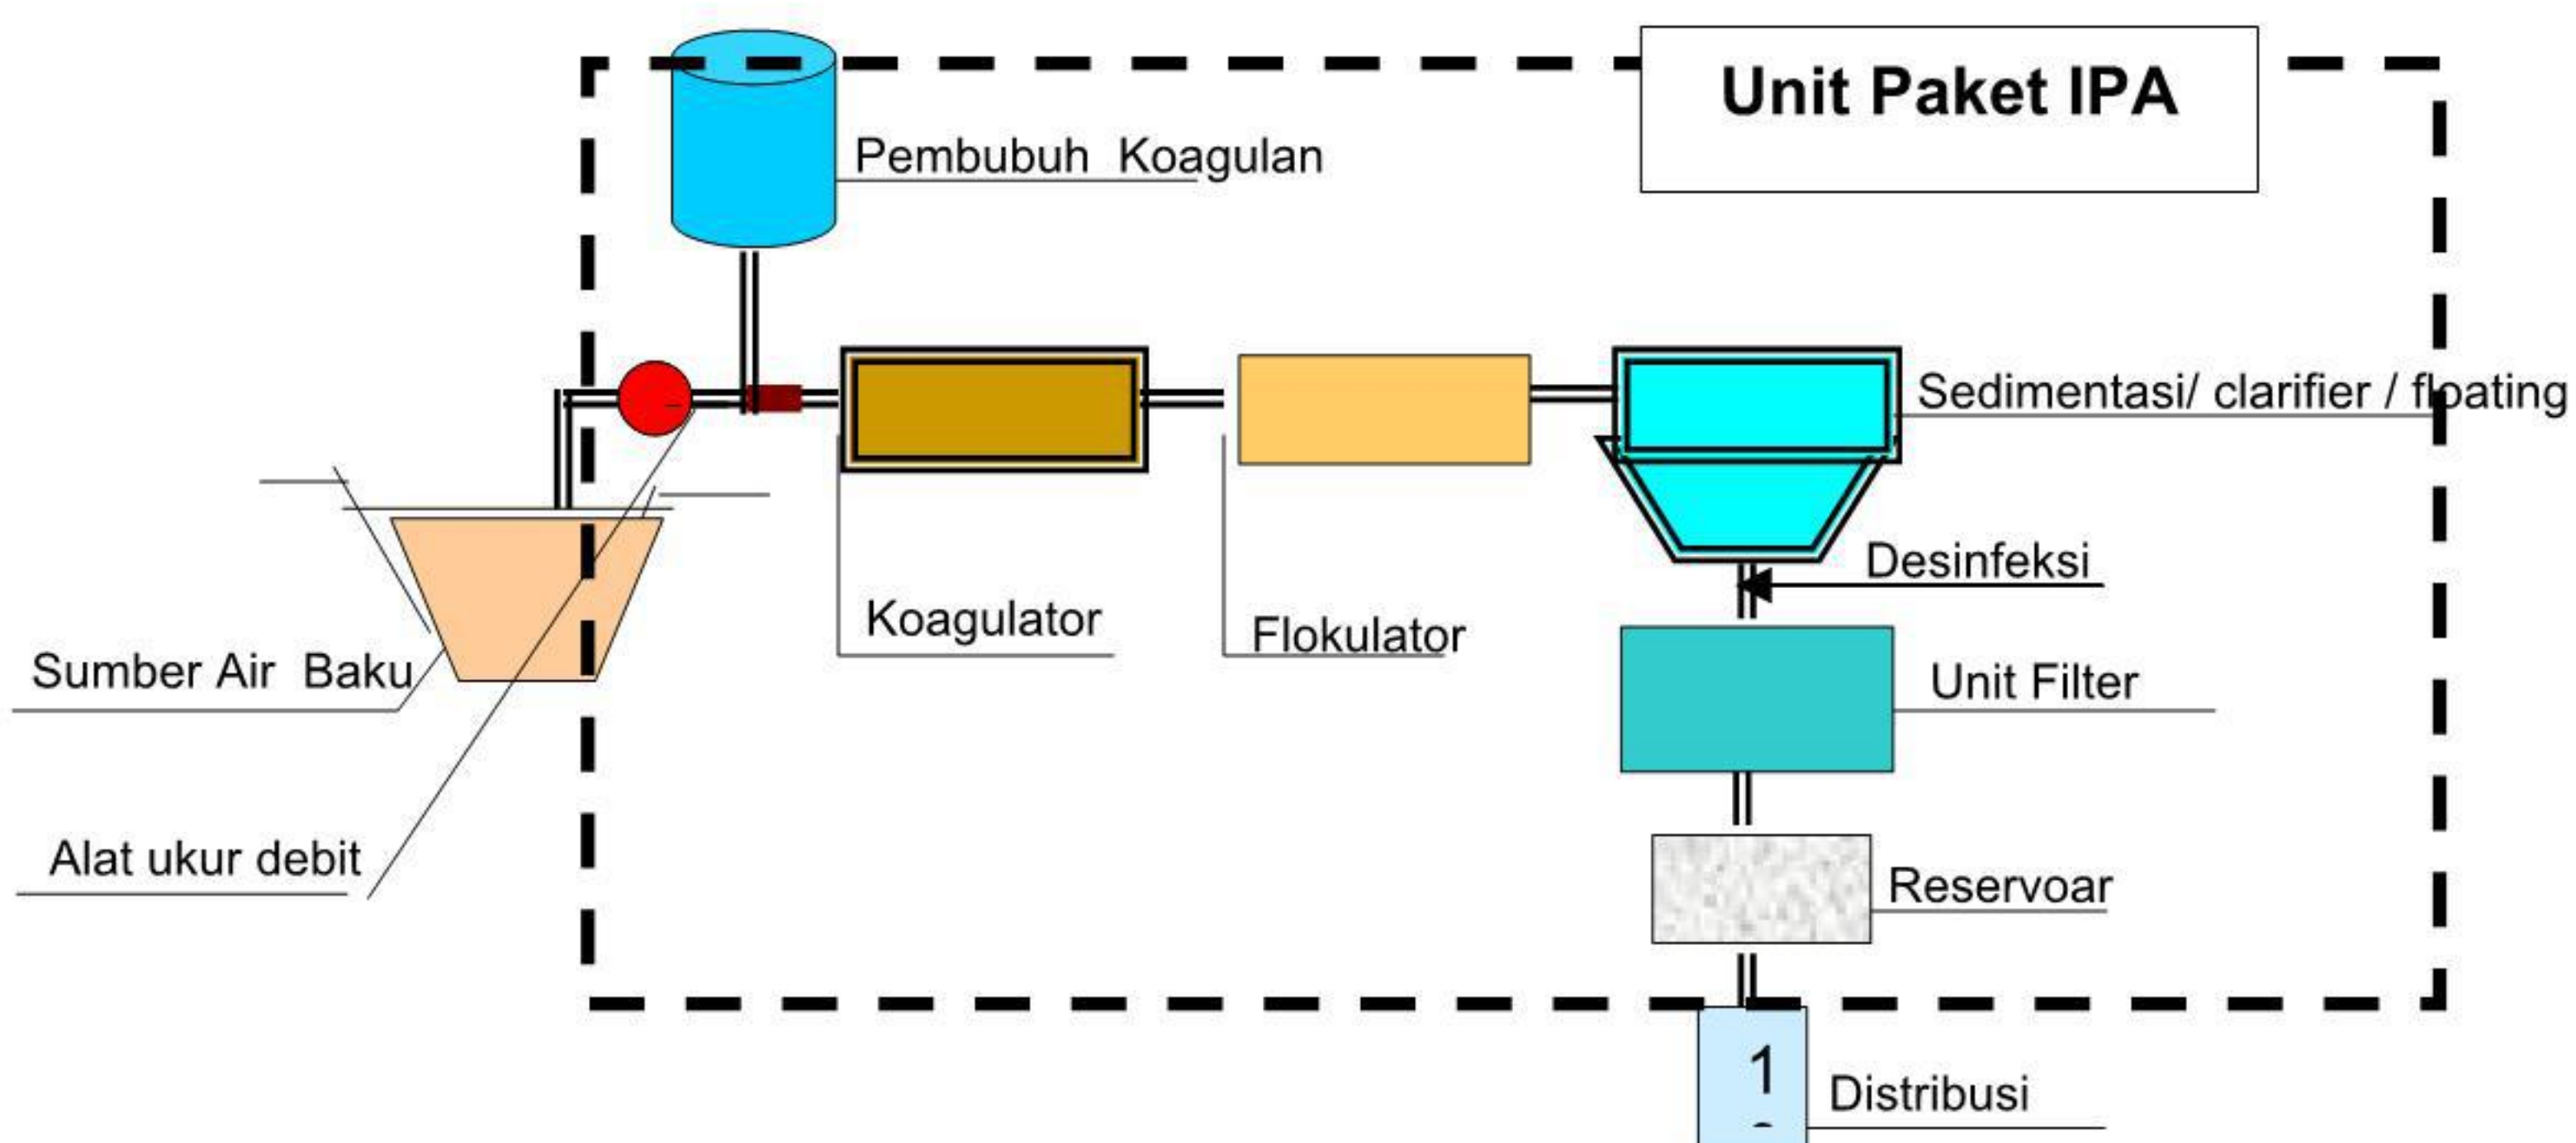 Unit Paket IPA
Pembubuh Koagulan
Sedimentasi/ clarifier / floating
Desinfeksi
Koagulator
Flokulator
Sumber Air Baku
Unit Filter
Alat ukur debit
Reservoar
1
Distribusi